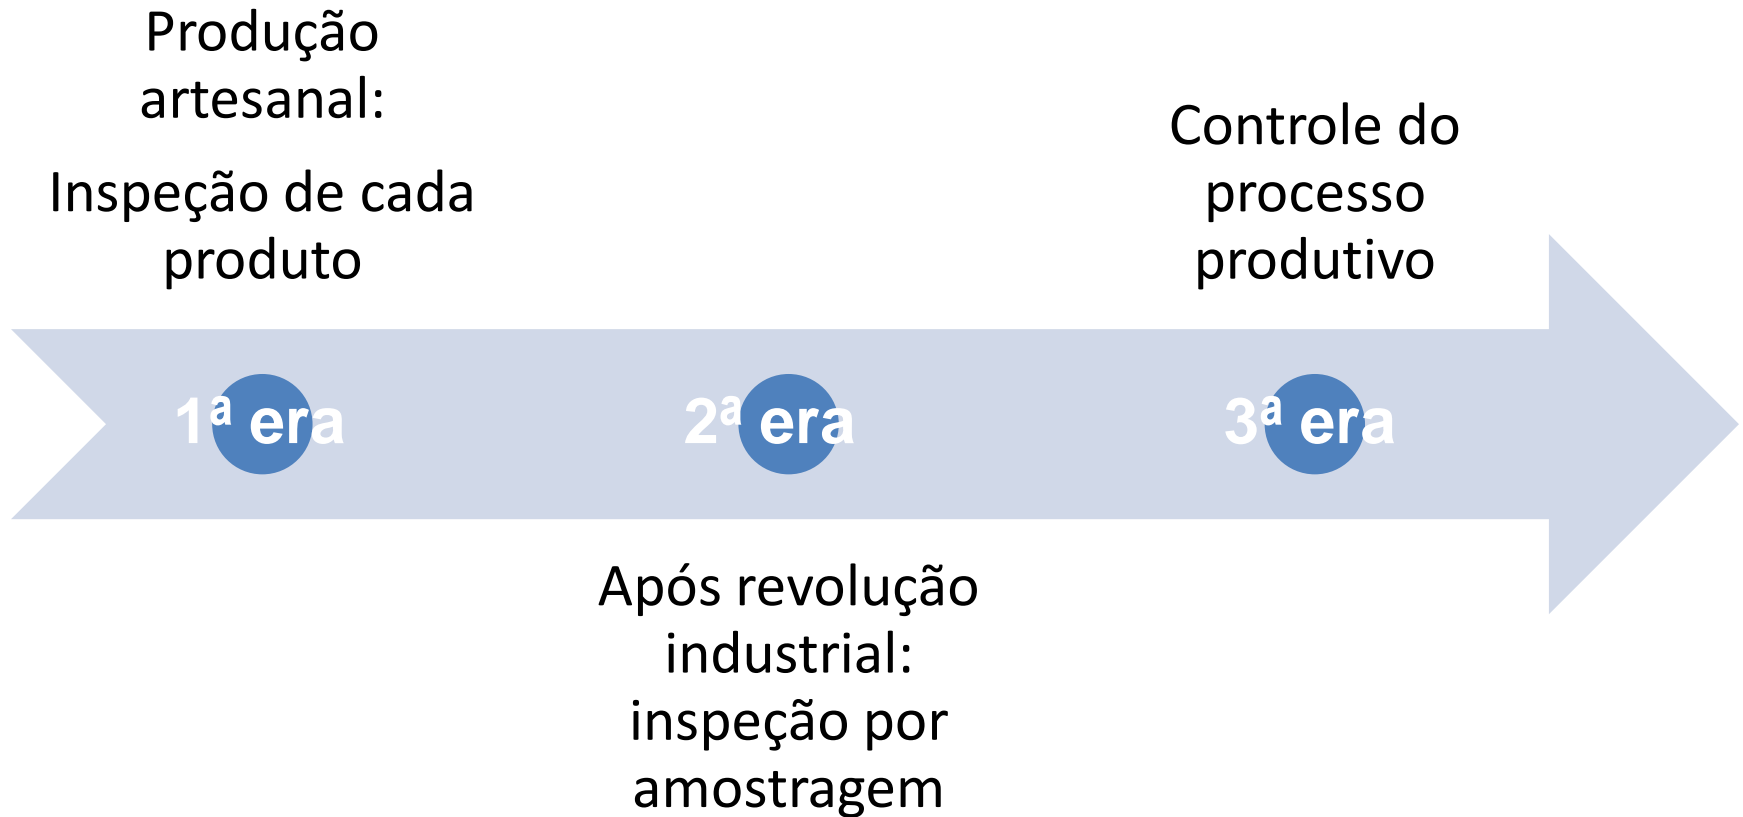 Produção
artesanal:
Inspeção de cada
produto
Controle do
processo
produtivo
1ª era
2ª era
3ª era
Após revolução
industrial:
inspeção por
amostragem